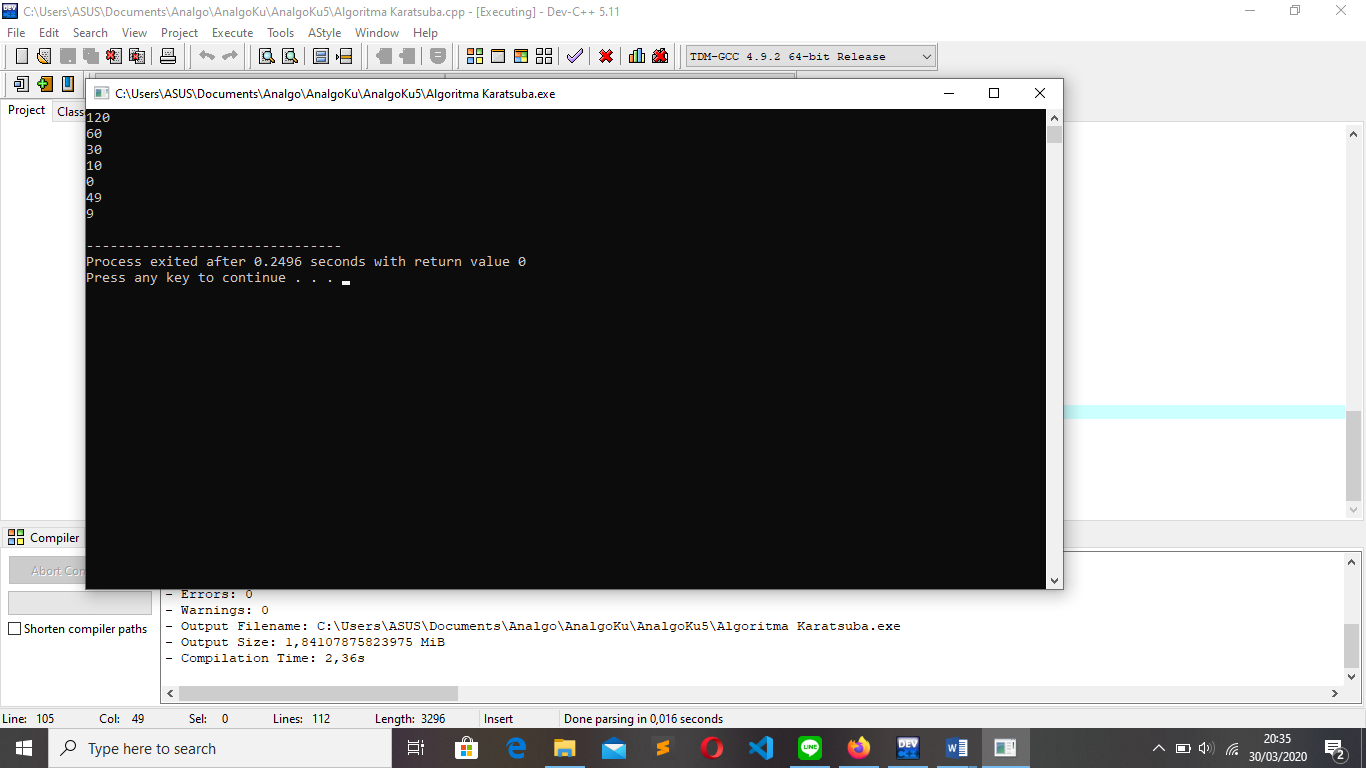 C:\Users\ASUS\Documents\Analgo\AnalgoKu\AnalgoKu5\Algoritma Karatsuba.cpp - [Executing] - Dev-C++ 5.11
File Edit Search View Project Execute Tools AStyle Window Help
TDM-GCC 4.9.2 64-bit Release
C:\Users\ASUS\Documents\Analgo\AnalgoKu\AnalgoKu5\Algoritma Karatsuba.exe
Project Class
120
60
30
10
0
49
9
--------------------------------
Process exited after 0.2496 seconds with return value 0
Press any key to continue . . .
Compiler
Abort Con
- Errors: 0
- Warnings: 0
- Output Filename: C:\Users\ASUS\Documents\Analgo\AnalgoKu\AnalgoKu5\Algoritma Karatsuba.exe
- Output Size: 1,84107875823975 MiB
- Compilation Time: 2,36s
Shorten compiler paths
Line: 105 Col: 49 Sel: 0 Lines: 112 Length: 3296 Insert Done parsing in 0,016 seconds
Type here to search
DEV
LINE
20:35
30/03/2020
2